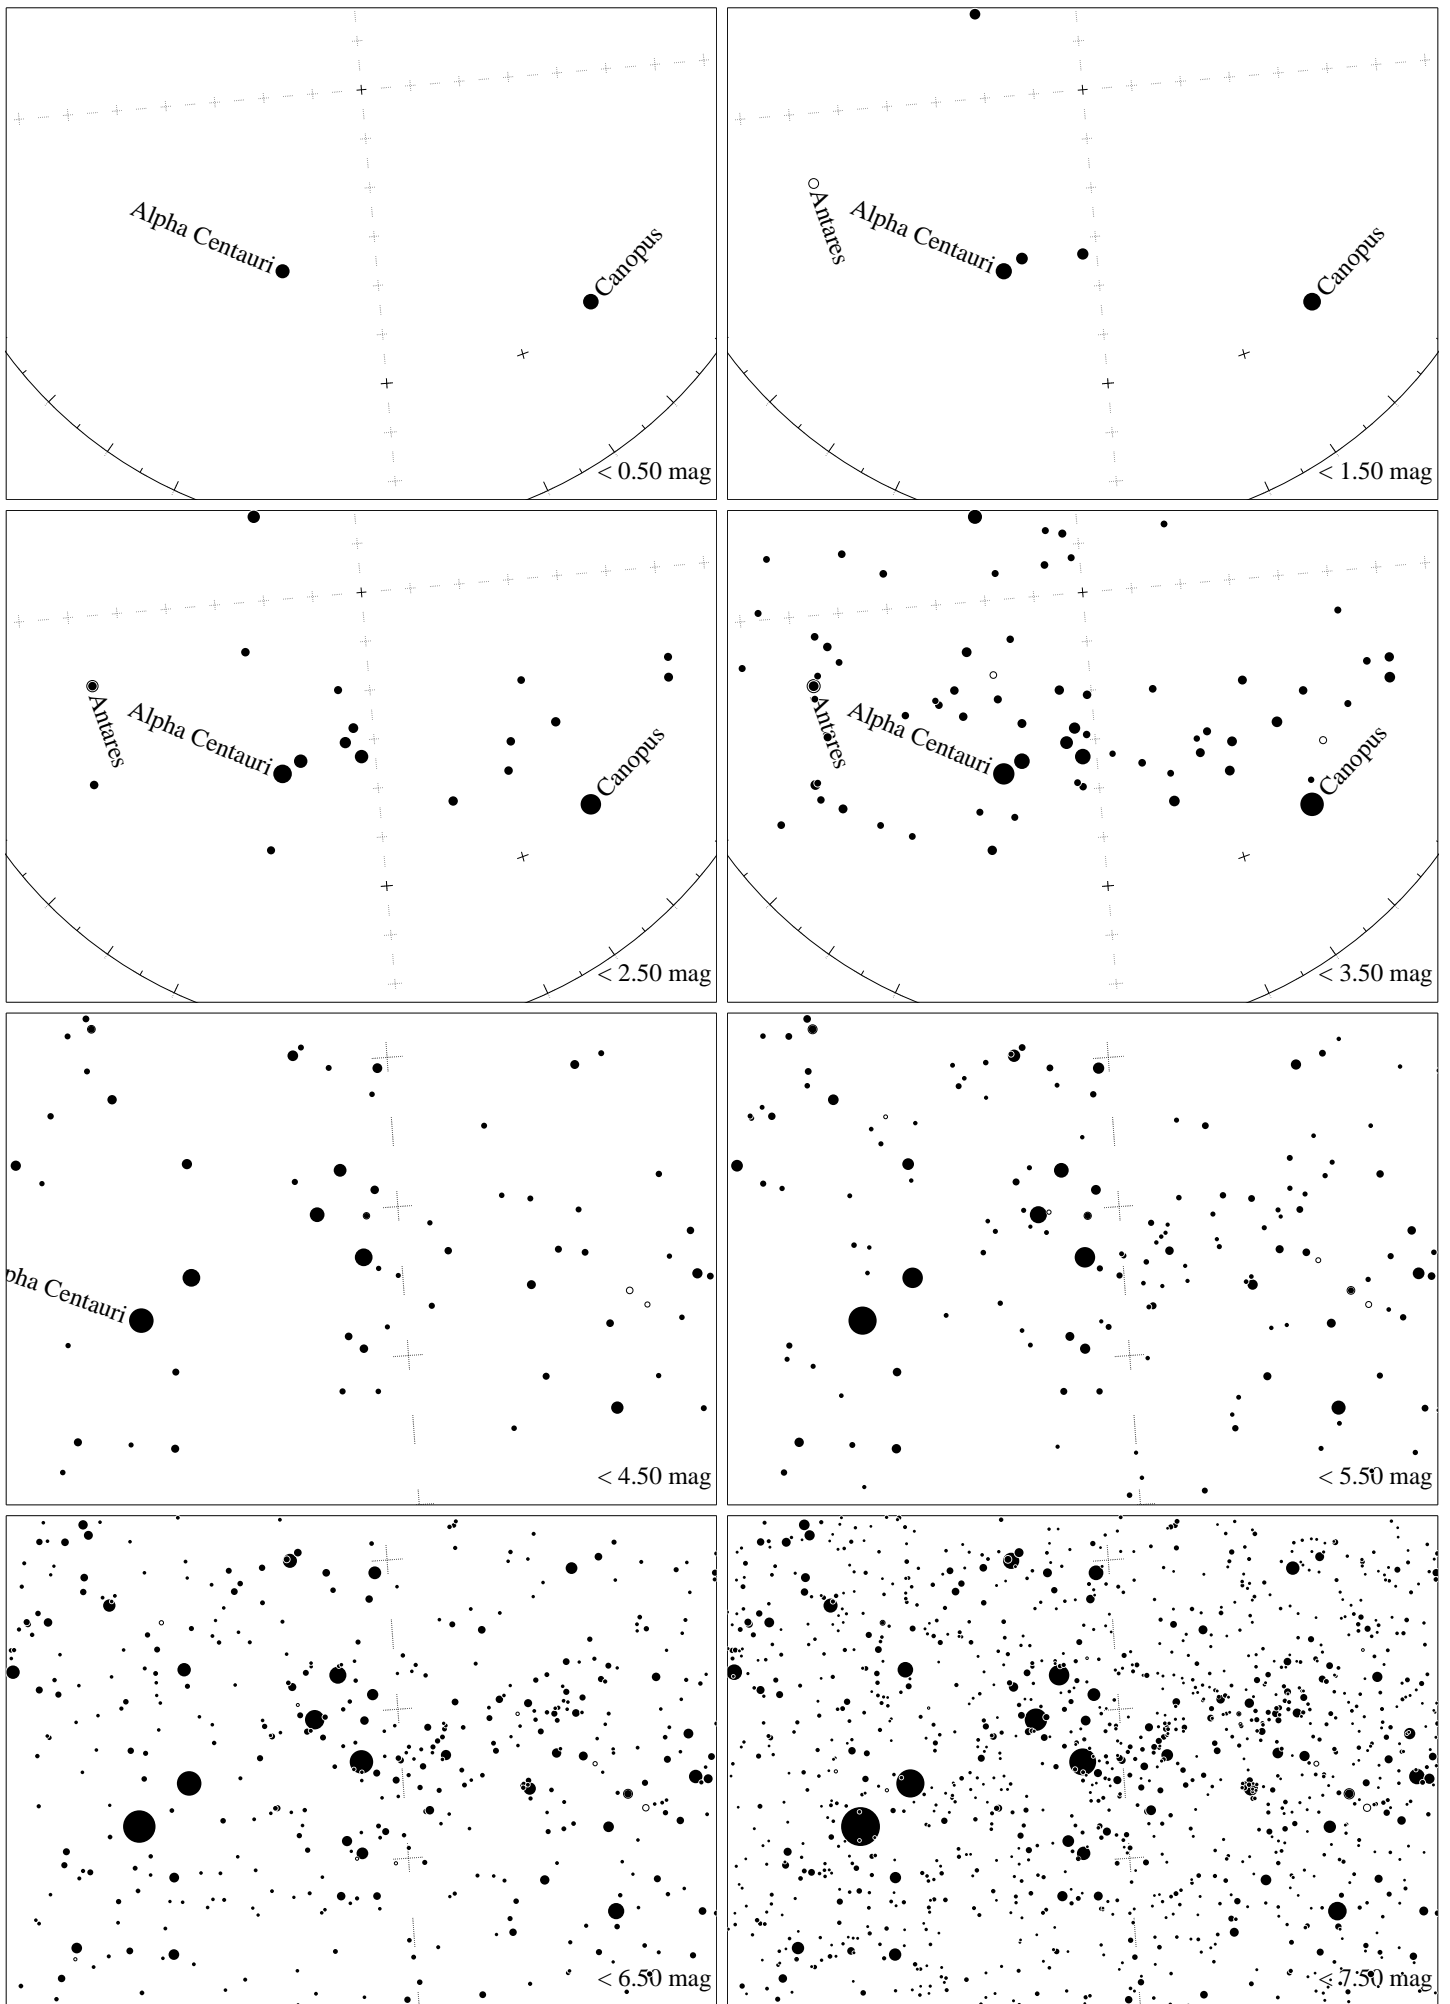 Alpha Centauri
Canopus
< 0.50 mag
Antares
Alpha Centauri
Canopus
< 1.50 mag
Antares
Alpha Centauri
Canopus
< 2.50 mag
Antares
Alpha Centauri
Canopus
< 3.50 mag
pha Centauri
< 4.50 mag
< 5.50 mag
< 6.50 mag
< 7.50 mag